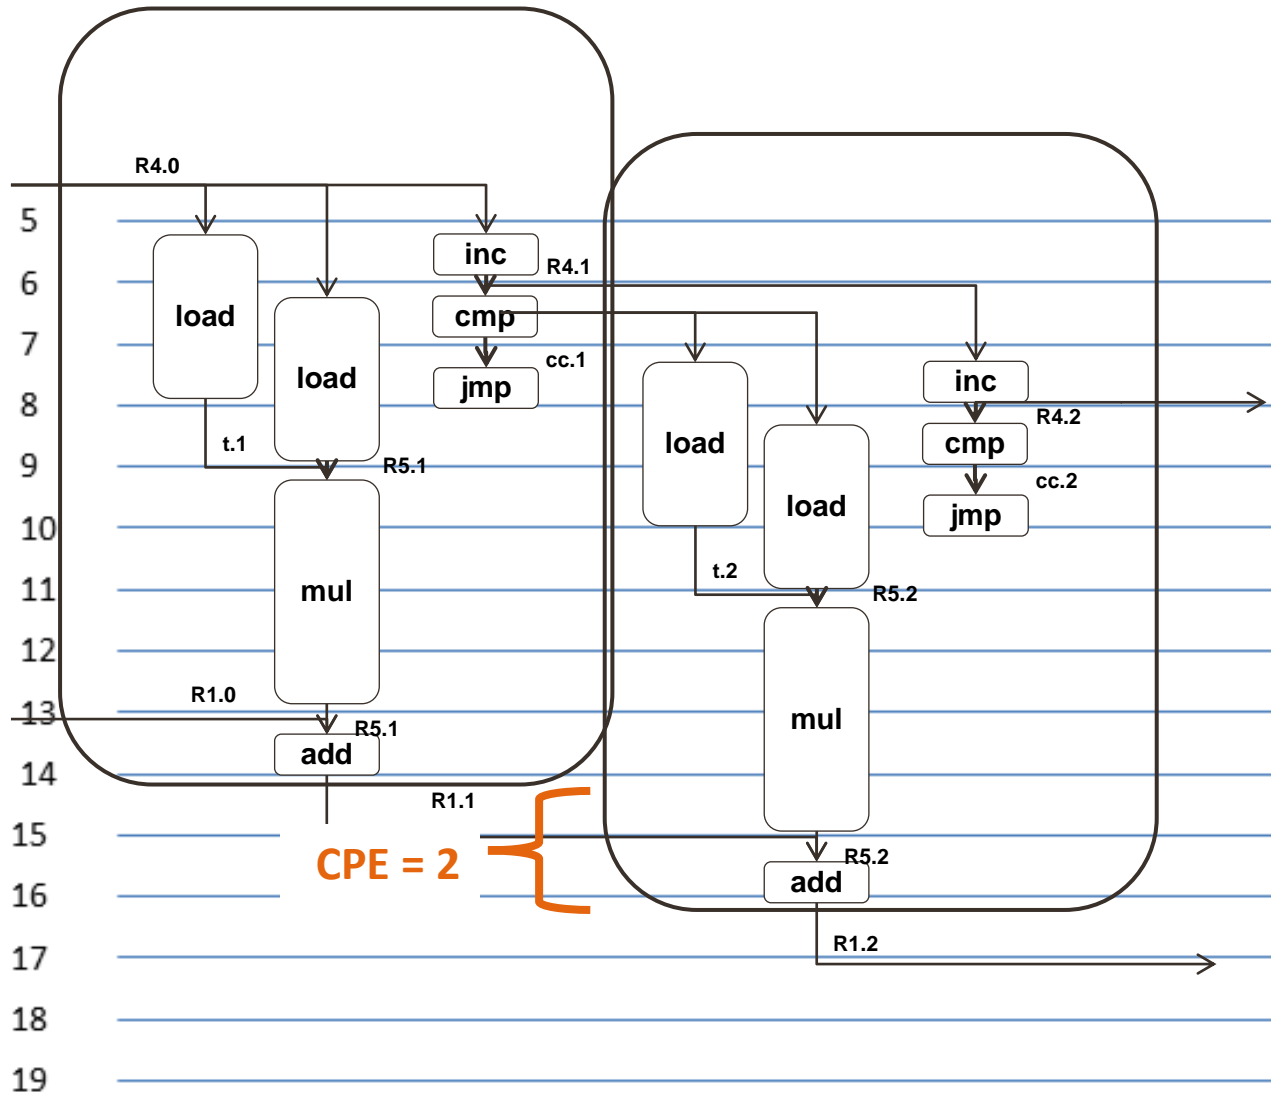 R4.0
5
inc
R4.1
6
load
cmp
7
load
cc.1
jmp
inc
8
R4.2
t.1
load
cmp
9
R5.1
cc.2
load
jmp
10
t.2
11
mul
R5.2
12
R1.0
13
R5.1
mul
add
14
R1.1
15
CPE = 2
R5.2
add
16
R1.2
17
18
19